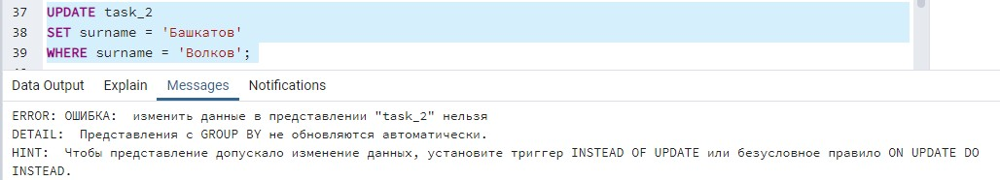 37 UPDATE task_2
38 SET surname = 'Башкатов'
39 WHERE surname = 'Волков';
Data Output Explain Messages Notifications
ERROR: ОШИБКА:  изменить данные в представлении "task_2" нельзя
DETAIL:  Представления с GROUP BY не обновляются автоматически.
HINT:  Чтобы представление допускало изменение данных, установите триггер INSTEAD OF UPDATE или безусловное правило ON UPDATE DO
INSTEAD.